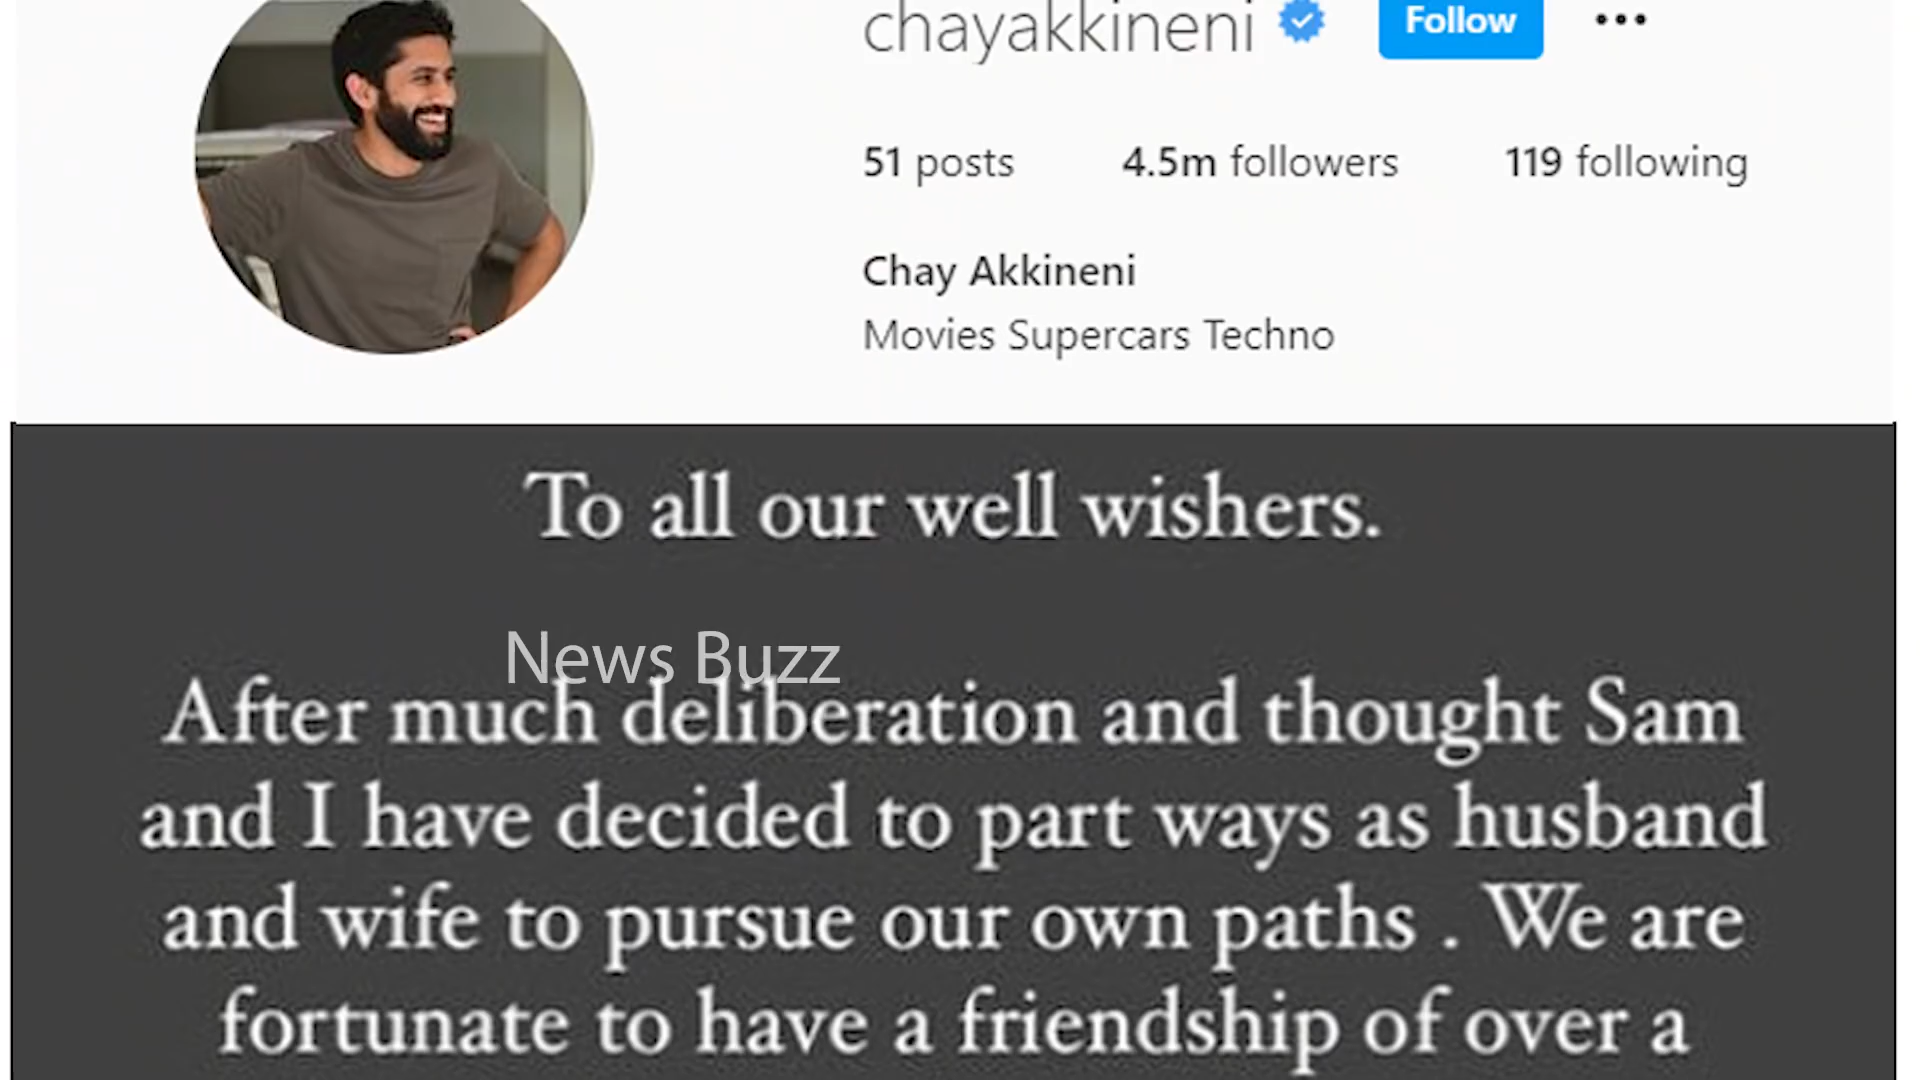 chayakkineni
Follow
51 posts 4.5m followers 119 following
Chay Akkineni
Movies Supercars Techno
To all our well wishers.
News Buzz
After much deliberation and thought Sam
and I have decided to part ways as husband
and wife to pursue our own paths . We are
fortunate to have a friendship of over a